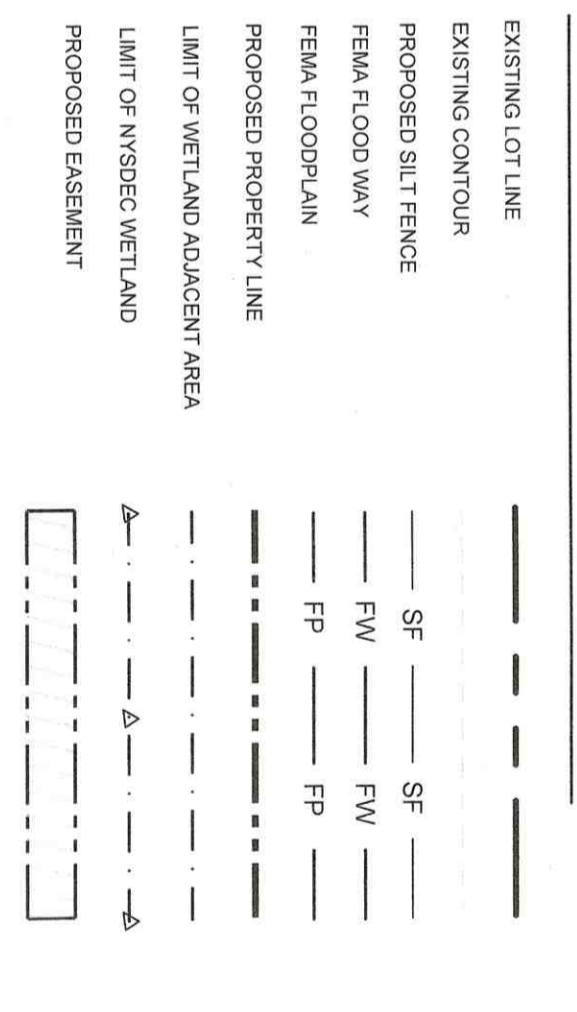 EXISTING LOT LINE
EXISTING CONTOUR
PROPOSED SILT FENCE SF SF
FEMA FLOOD WAY FW FW
FEMA FLOODPLAIN FP FP
PROPOSED PROPERTY LINE
LIMIT OF WETLAND ADJACENT AREA
LIMIT OF NYSDEC WETLAND
PROPOSED EASEMENT